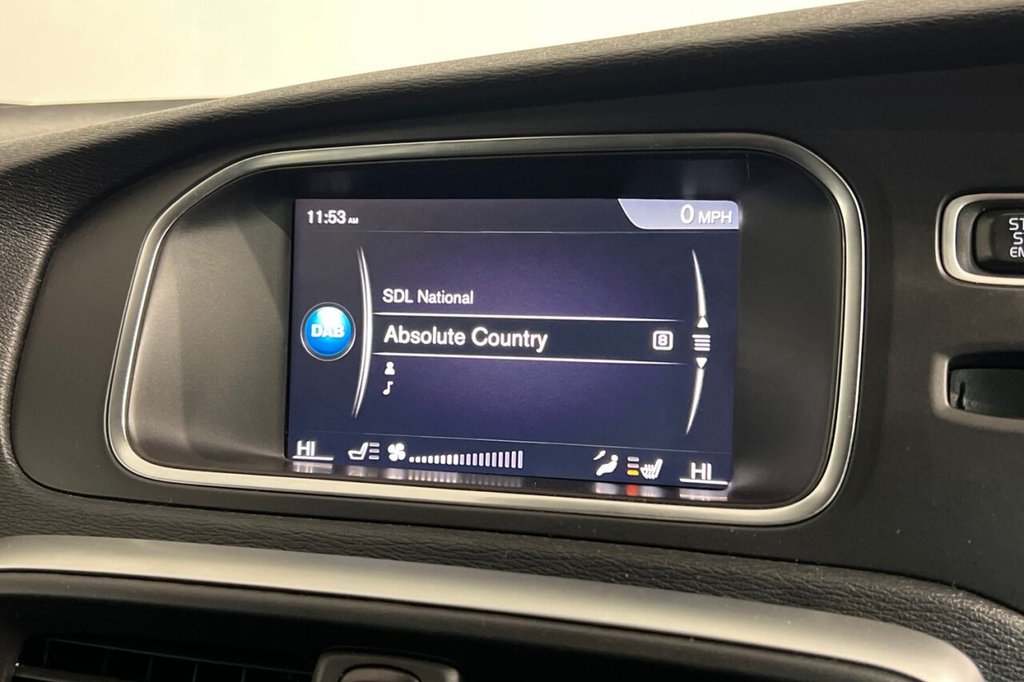 11:53 AM
0 MPH
SDL National
DAB
Absolute Country
8
HI
HI